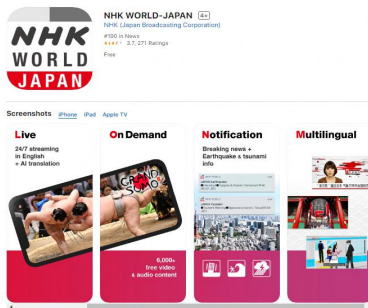 NHK
WORLD
JAPAN
NHK WORLD-JAPAN 4+
NHK (Japan Broadcasting Corporation)
#190 in News
3.7, 271 Ratings
Free
Screenshots iPhone iPad Apple TV
Live
24/7 streaming
in English
+ AI translation
On Demand
GRAND
SUMO
6,000+
free video
& audio content
Notification
Breaking news +
Earthquake & tsunami
info
Multilingual